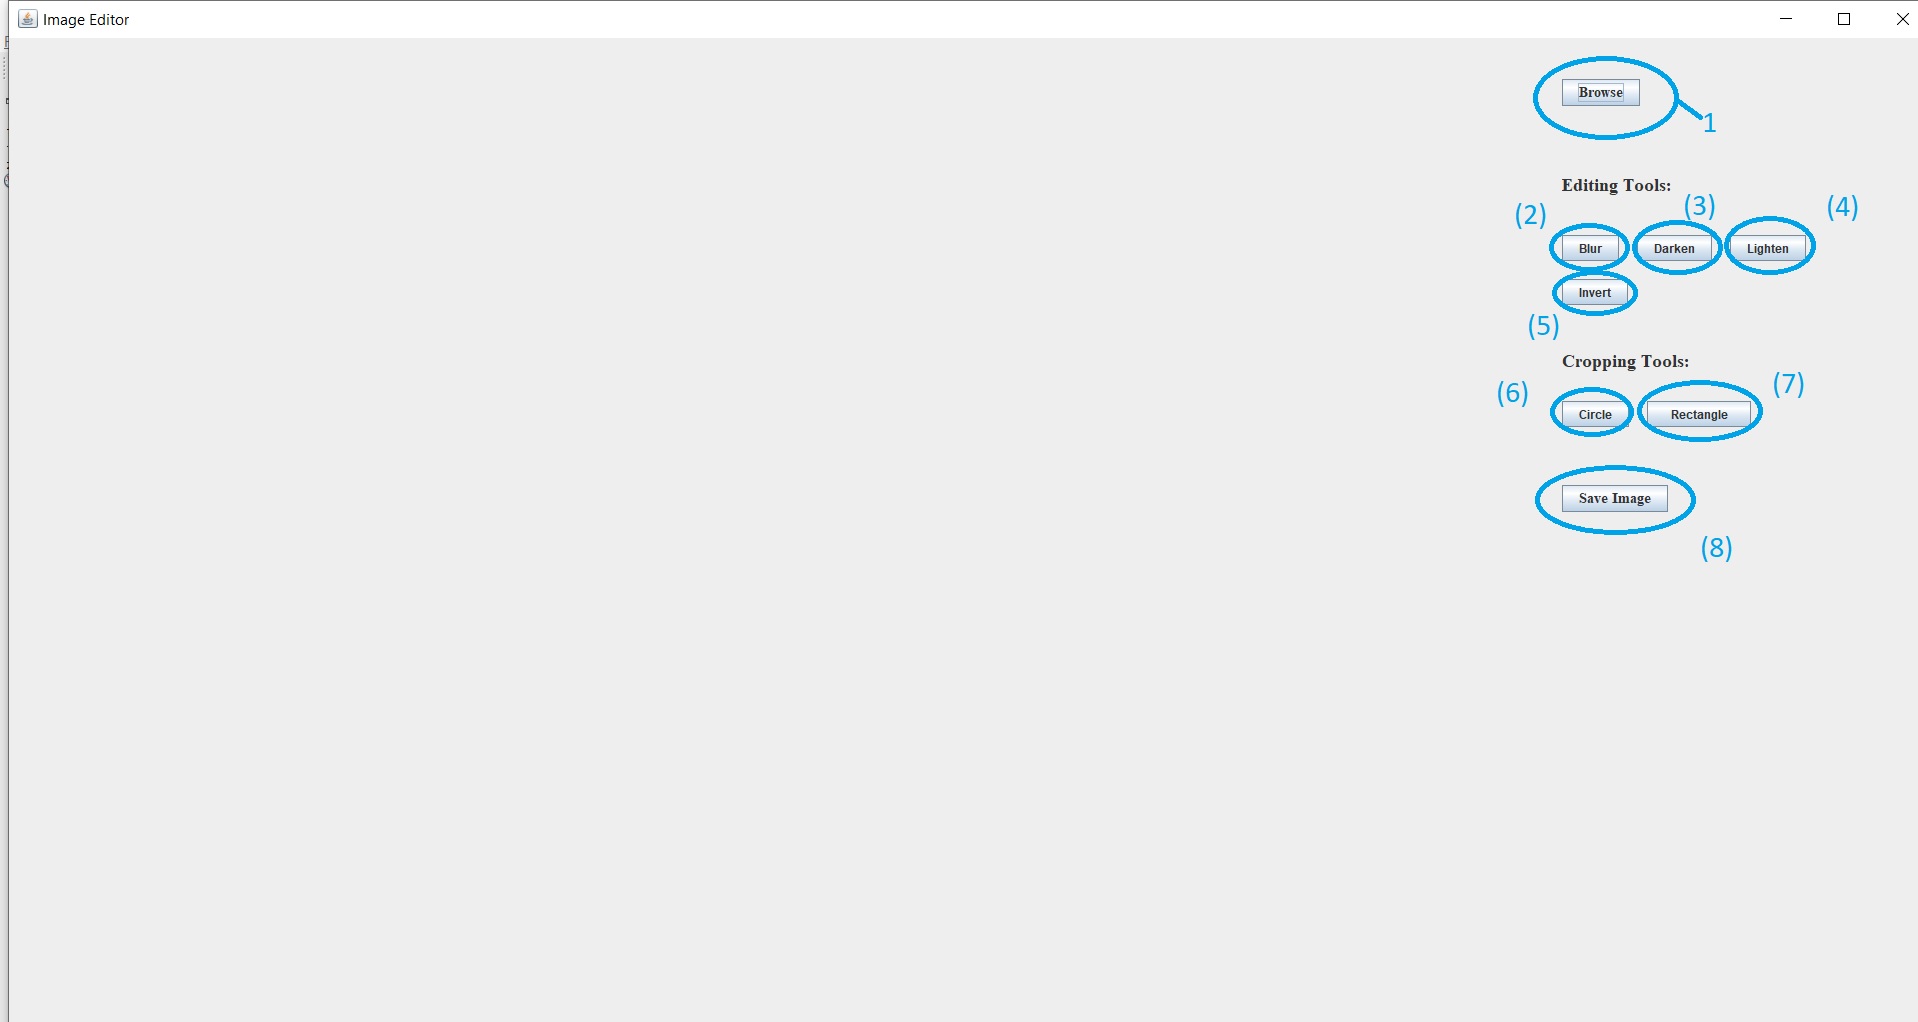 Image Editor
Browse
1
Editing Tools:
(2) (3) (4)
Blur Darken Lighten
Invert
(5)
Cropping Tools:
(6) (7)
Circle Rectangle
Save Image
(8)